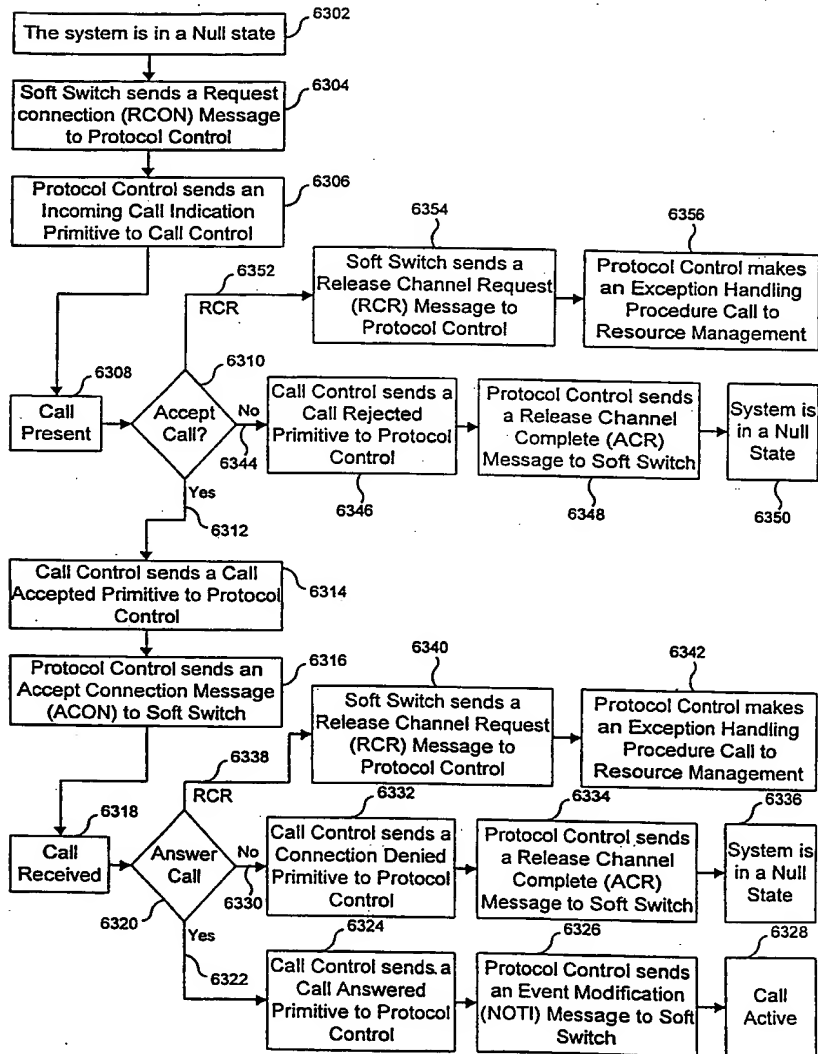 The system is in a Null state
6302
Soft Switch sends a Request
connection (RCON) Message
to Protocol Control
6304
Protocol Control sends an
Incoming Call Indication
Primitive to Call Control
6306
6308
Call
Present
6310
Accept
Call?
6352
RCR
6354
Soft Switch sends a
Release Channel Request
(RCR) Message to
Protocol Control
6356
Protocol Control makes
an Exception Handling
Procedure Call to
Resource Management
No
6344
Call Control sends a
Call Rejected
Primitive to Protocol
Control
6346
Protocol Control sends
a Release Channel
Complete (ACR)
Message to Soft Switch
6348
System is
in a Null
State
6350
Yes
6312
Call Control sends a Call
Accepted Primitive to Protocol
Control
6314
Protocol Control sends an
Accept Connection Message
(ACON) to Soft Switch
6316
6318
Call
Received
Answer
Call
6320
6338
RCR
6340
Soft Switch sends a
Release Channel Request
(RCR) Message to
Protocol Control
6342
Protocol Control makes
an Exception Handling
Procedure Call to
Resource Management
No
6330
6332
Call Control sends a
Connection Denied
Primitive to Protocol
Control
6334
Protocol Control sends
a Release Channel
Complete (ACR)
Message to Soft Switch
6336
System is
in a Null
State
Yes
6322
6324
Call Control sends a
Call Answered
Primitive to Protocol
Control
6326
Protocol Control sends
an Event Modification
(NOTI) Message to Soft
Switch
6328
Call
Active